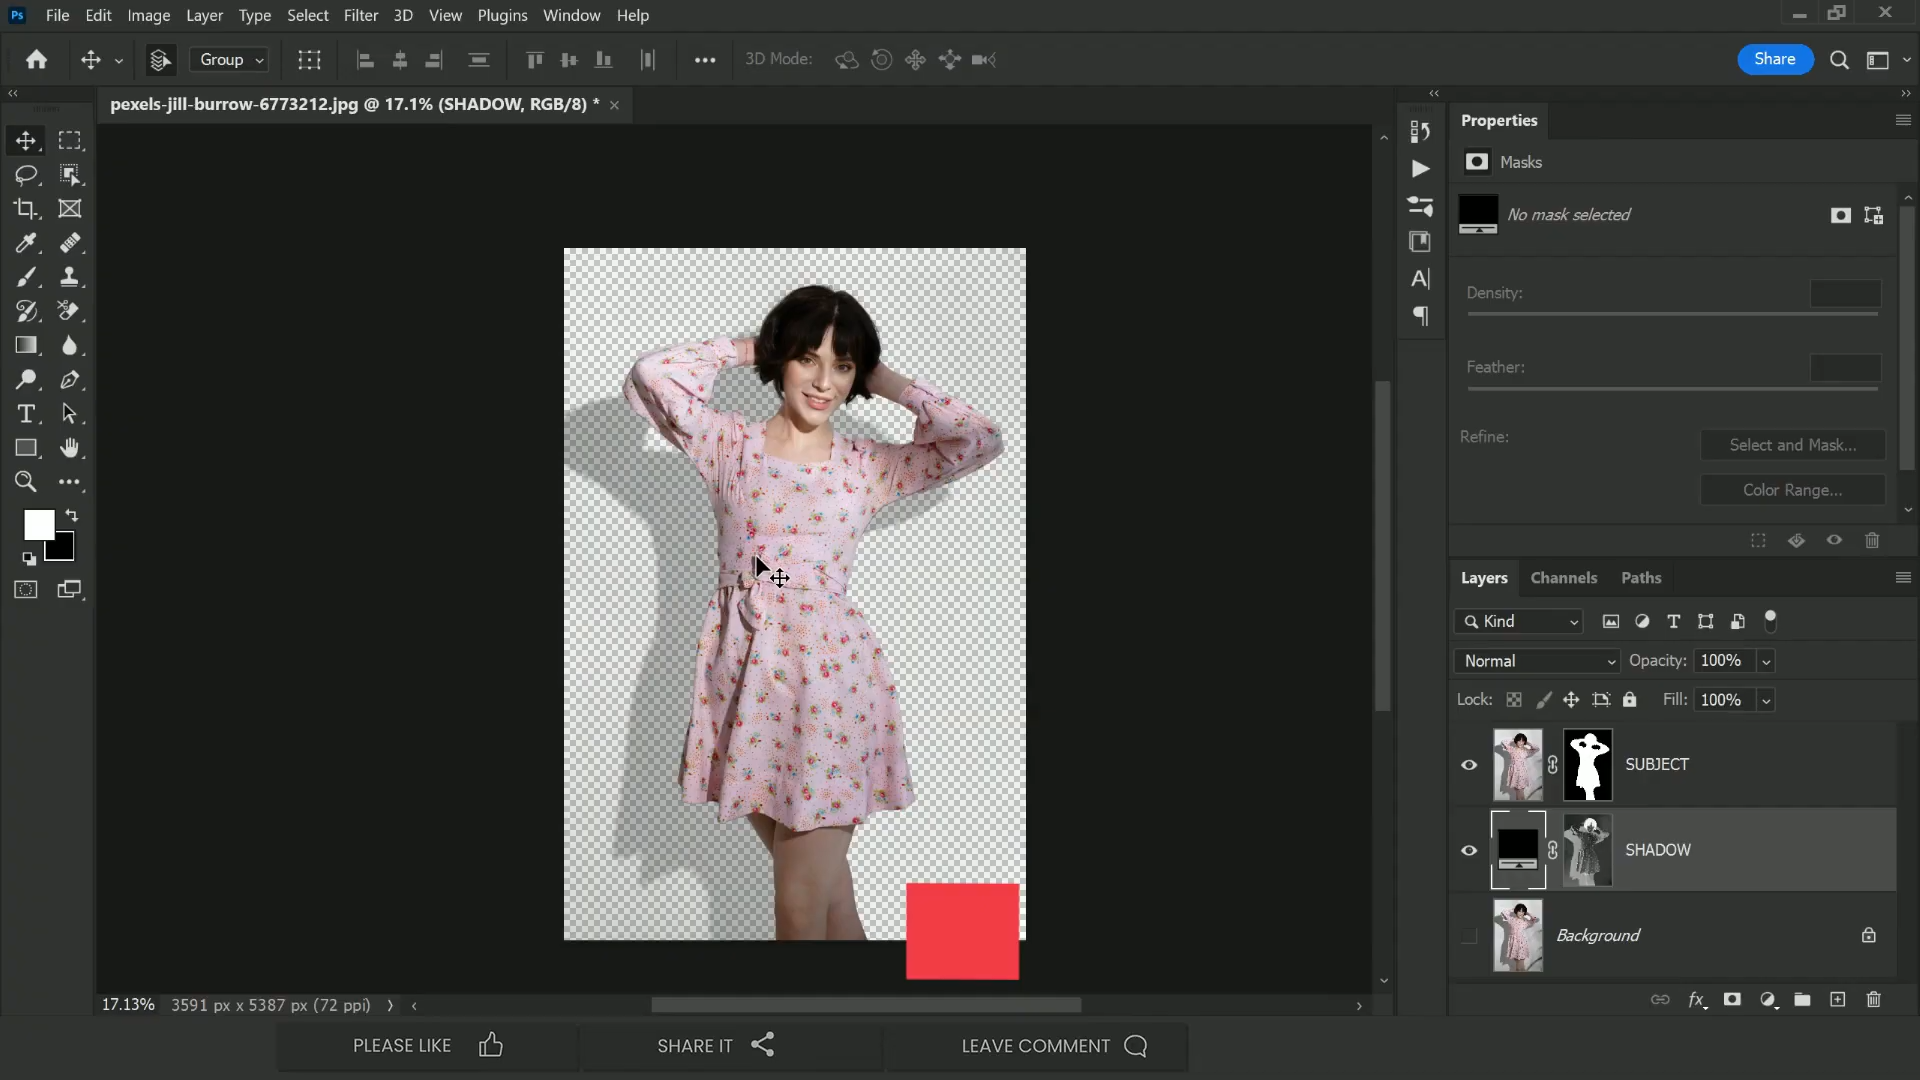 Ps File Edit Image Layer Type Select Filter 3D View Plugins Window Help
Group 3D Mode: Share
pexels-jill-burrow-6773212.jpg @ 17.1% (SHADOW, RGB/8) *
Properties
Masks
No mask selected
Density:
Feather:
Refine: Select and Mask...
Color Range...
Layers Channels Paths
Kind
Normal Opacity: 100%
Lock: Fill: 100%
SUBJECT
SHADOW
Background
17.13% 3591 px x 5387 px (72 ppi)
PLEASE LIKE SHARE IT LEAVE COMMENT